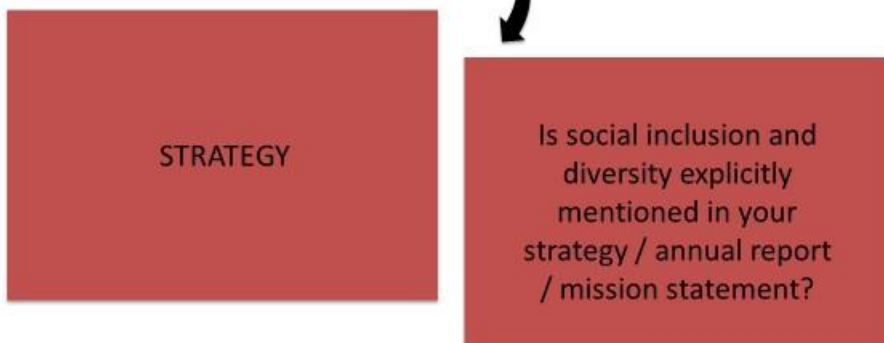 STRATEGY
Is social inclusion and
diversity explicitly
mentioned in your
strategy / annual report
/ mission statement?